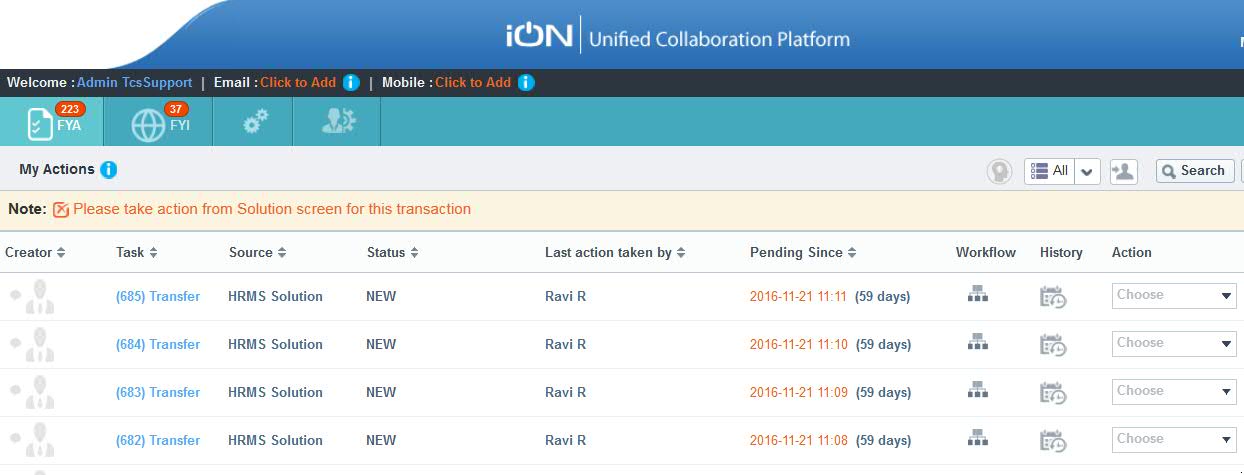 iON Unified Collaboration Platform
Welcome : Admin TcsSupport | Email : Click to Add i | Mobile : Click to Add i
223 FYA 37 FYI
My Actions i All Search
Note: Please take action from Solution screen for this transaction
Creator Task Source Status Last action taken by Pending Since Workflow History Action
(685) Transfer HRMS Solution NEW Ravi R 2016-11-21 11:11 (59 days) Choose
(684) Transfer HRMS Solution NEW Ravi R 2016-11-21 11:10 (59 days) Choose
(683) Transfer HRMS Solution NEW Ravi R 2016-11-21 11:09 (59 days) Choose
(682) Transfer HRMS Solution NEW Ravi R 2016-11-21 11:08 (59 days) Choose